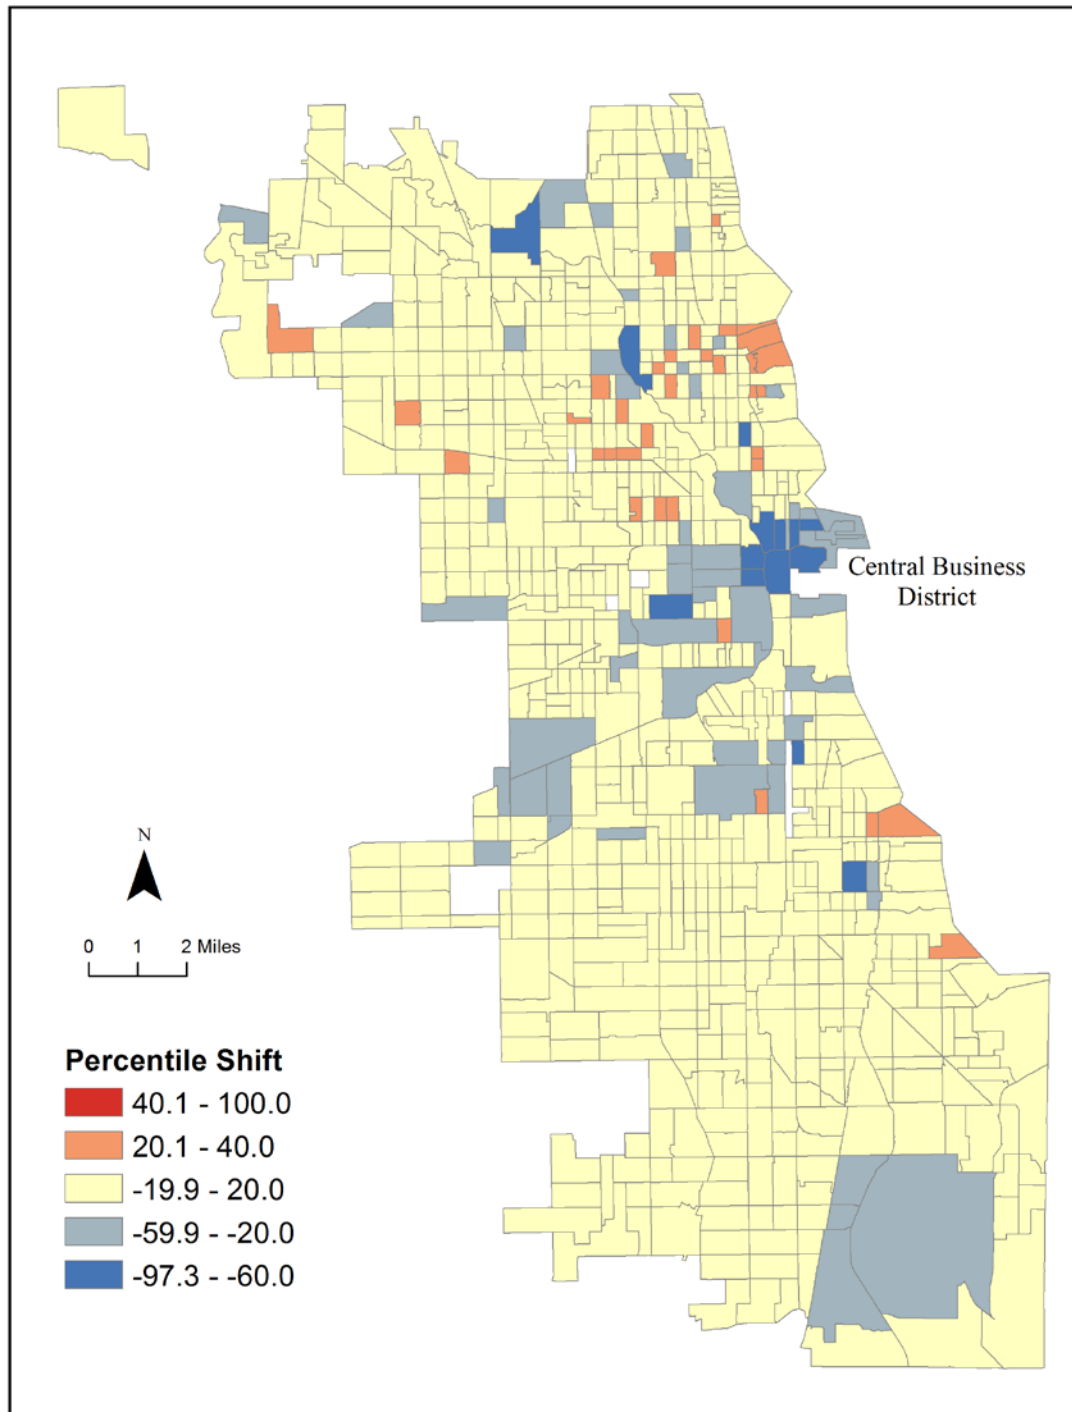 Central Business
District
N
0 1 2 Miles
Percentile Shift
40.1 - 100.0
20.1 - 40.0
-19.9 - 20.0
-59.9 - -20.0
-97.3 - -60.0